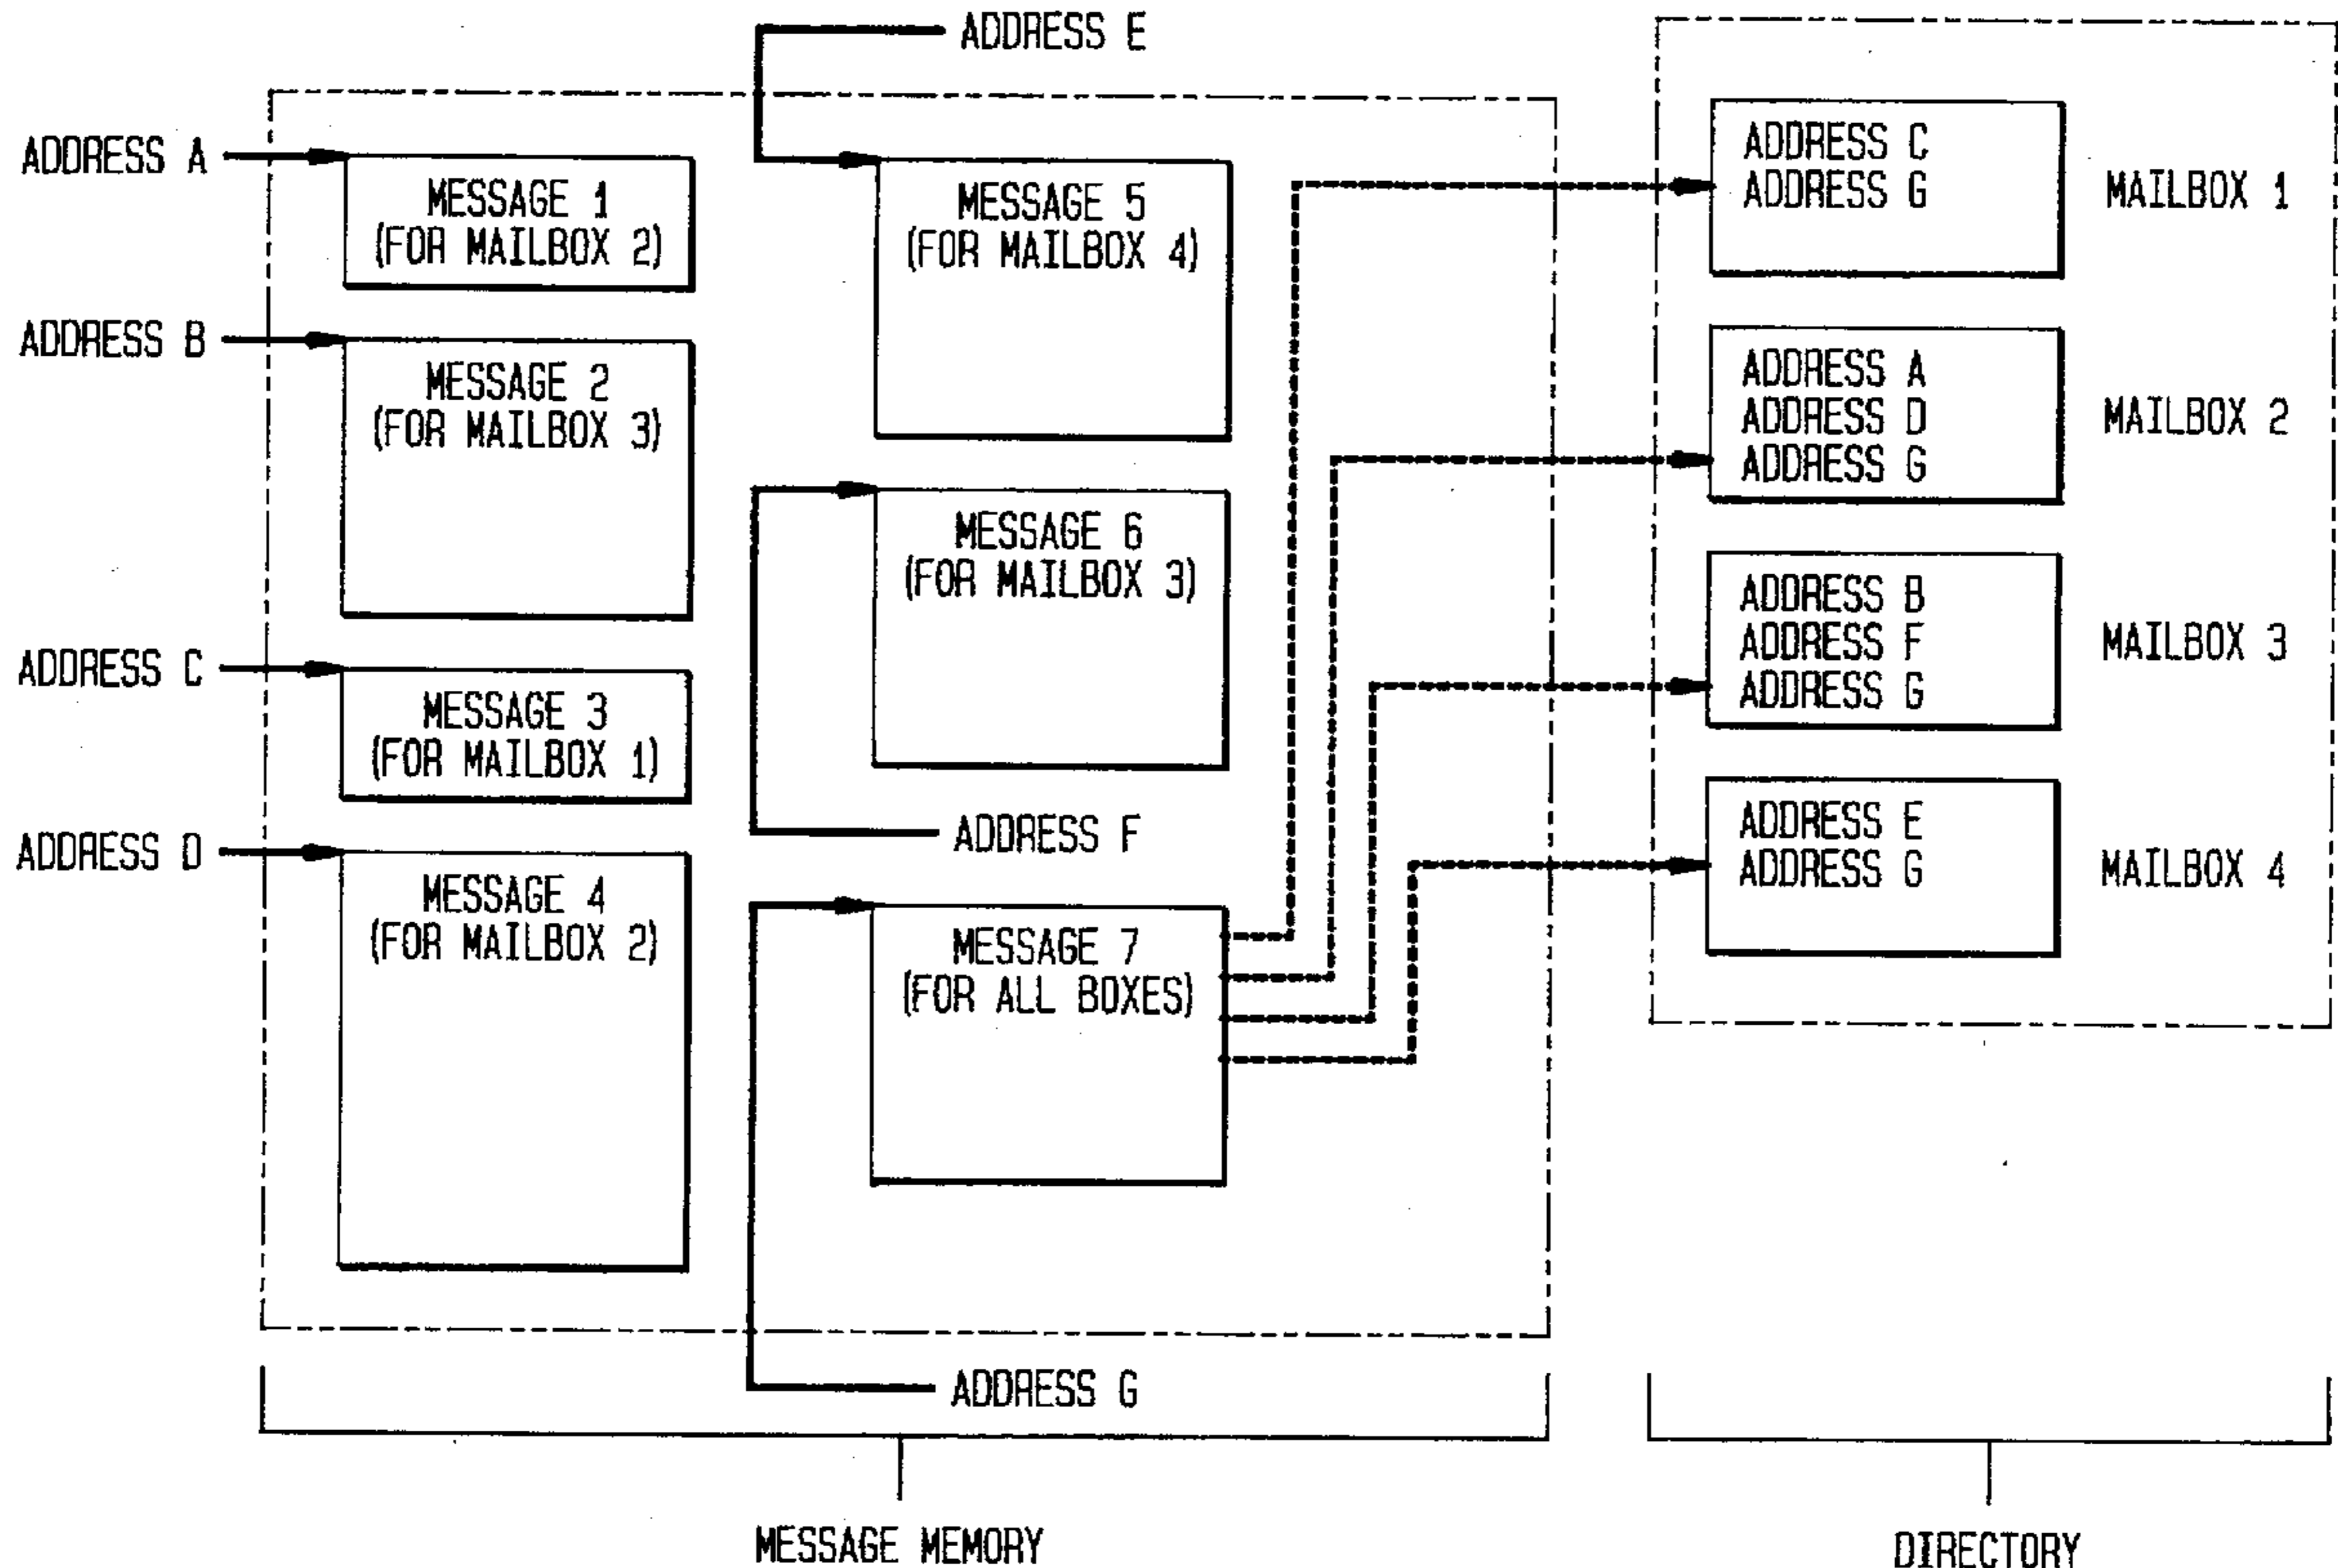 ADDRESS E
ADDRESS A
MESSAGE 1
(FOR MAILBOX 2)
ADDRESS B
MESSAGE 2
(FOR MAILBOX 3)
ADDRESS C
MESSAGE 3
(FOR MAILBOX 1)
ADDRESS D
MESSAGE 4
(FOR MAILBOX 2)
MESSAGE 5
(FOR MAILBOX 4)
MESSAGE 6
(FOR MAILBOX 3)
ADDRESS F
MESSAGE 7
(FOR ALL BOXES)
ADDRESS G
MESSAGE MEMORY
ADDRESS C
ADDRESS G
MAILBOX 1
ADDRESS A
ADDRESS D
ADDRESS G
MAILBOX 2
ADDRESS B
ADDRESS F
ADDRESS G
MAILBOX 3
ADDRESS E
ADDRESS G
MAILBOX 4
DIRECTORY